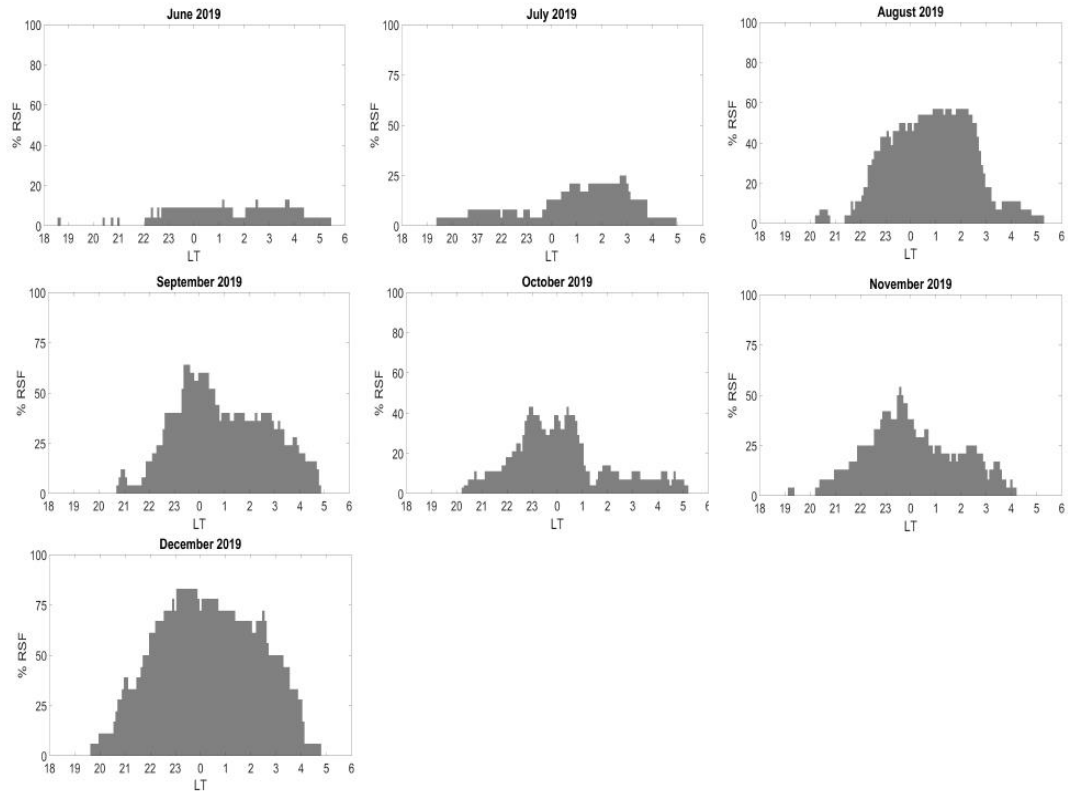 June 2019
100
80
60
40
20
0
% RSF
18 19 20 21 22 23 0 1 2 3 4 5 6
LT
July 2019
100
75
50
25
0
% RSF
18 19 20 37 22 23 0 1 2 3 4 5 6
LT
August 2019
100
80
60
40
20
0
% RSF
18 19 20 21 22 23 0 1 2 3 4 5 6
LT
September 2019
100
75
50
25
0
% RSF
18 19 20 21 22 23 0 1 2 3 4 5 6
LT
October 2019
100
80
60
40
20
0
% RSF
18 19 20 21 22 23 0 1 2 3 4 5 6
LT
November 2019
100
75
50
25
0
% RSF
18 19 20 21 22 23 0 1 2 3 4 5 6
LT
December 2019
100
75
50
25
0
% RSF
18 19 20 21 22 23 0 1 2 3 4 5 6
LT